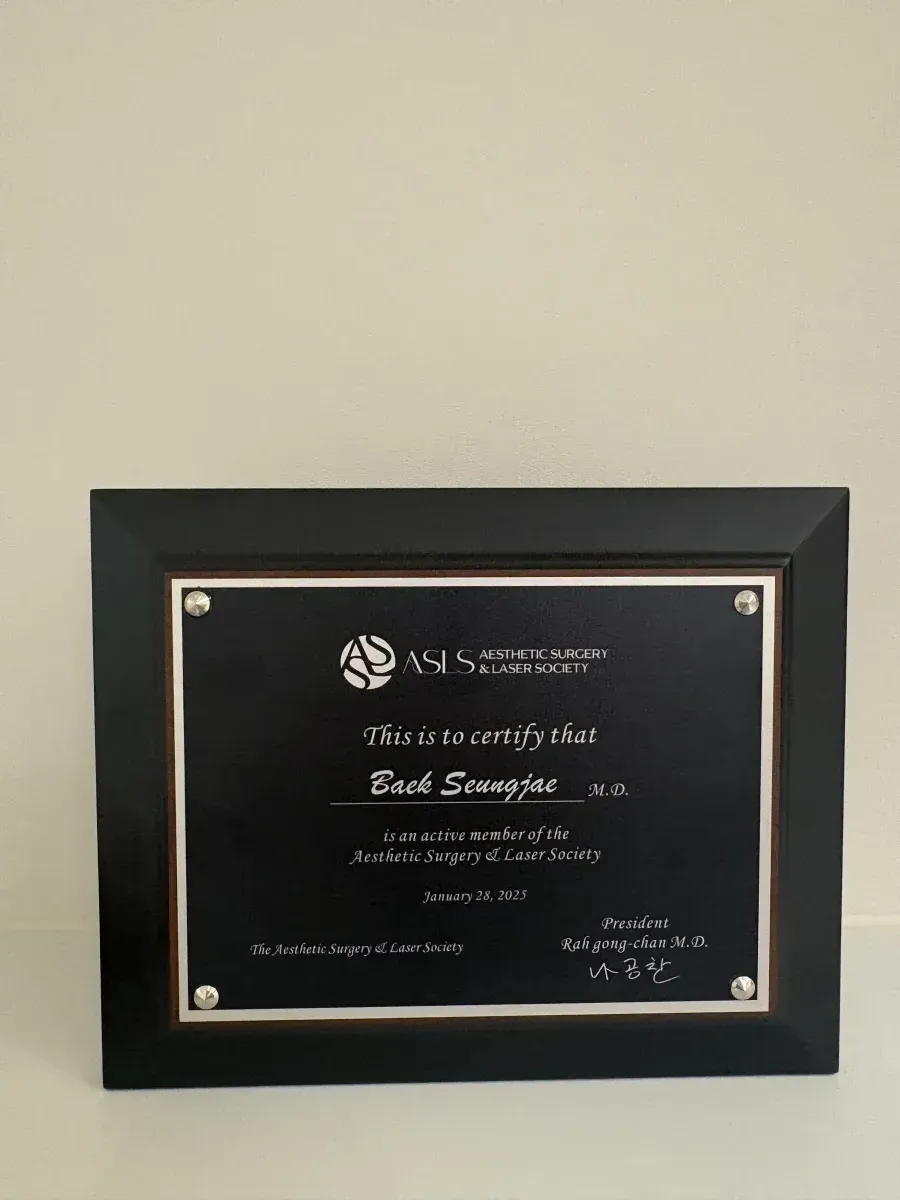 ASLS AESTHETIC SURGERY
& LASER SOCIETY
This is to certify that
Baek Seungjae M.D.
is an active member of the
Aesthetic Surgery & Laser Society
January 28, 2025
The Aesthetic Surgery & Laser Society
President
Rah gong-chan M.D.
나공찬